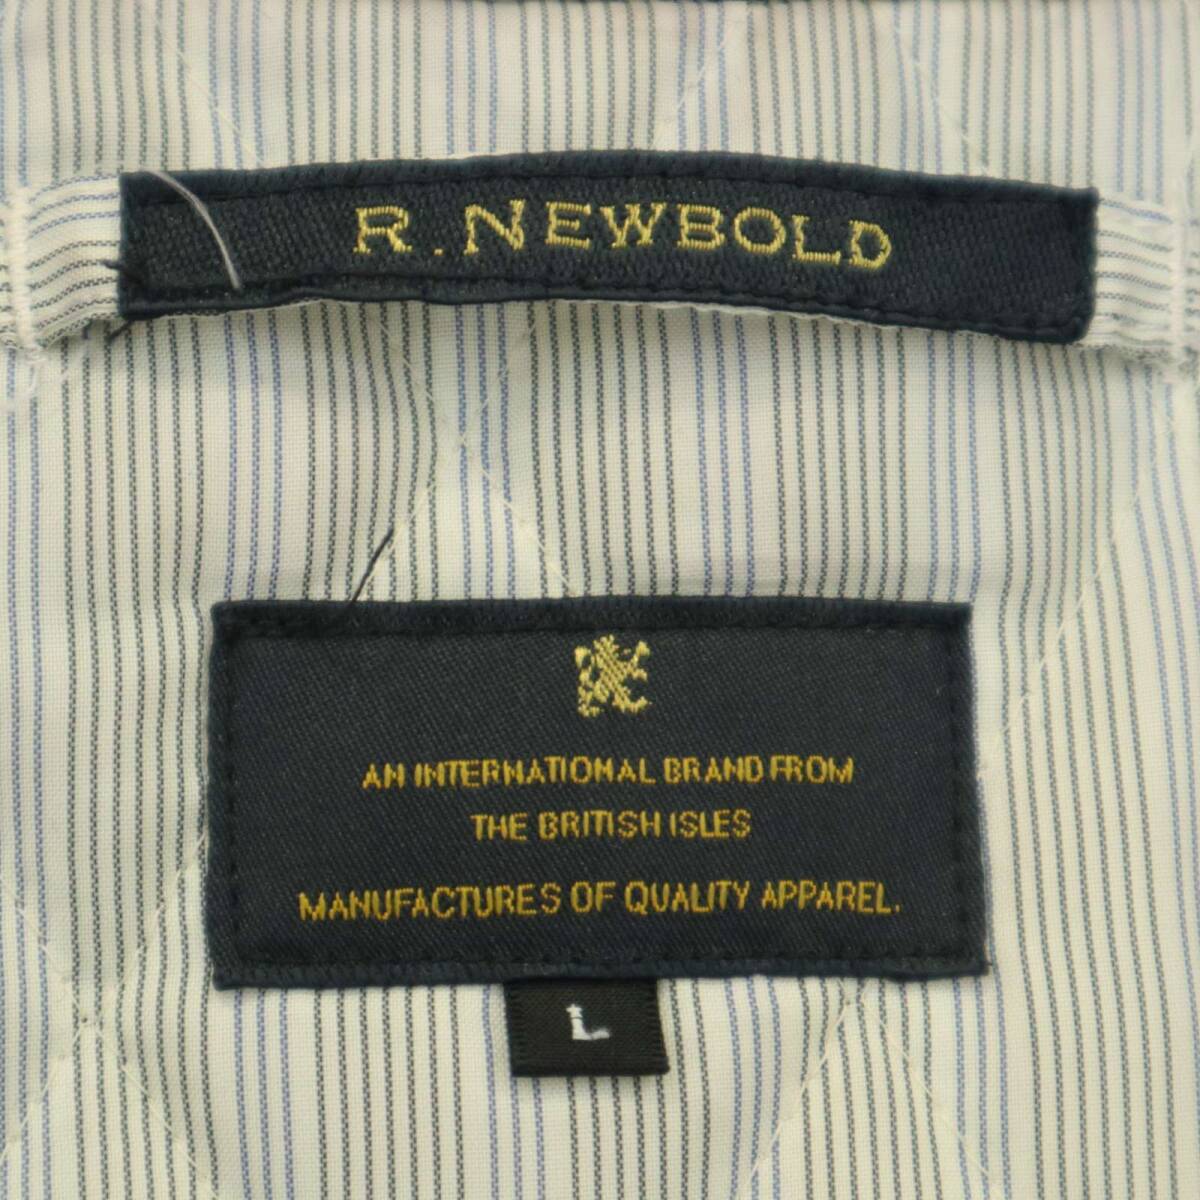 R. NEWBOLD
AN INTERNATIONAL BRAND FROM
THE BRITISH ISLES
MANUFACTURES OF QUALITY APPAREL.
L